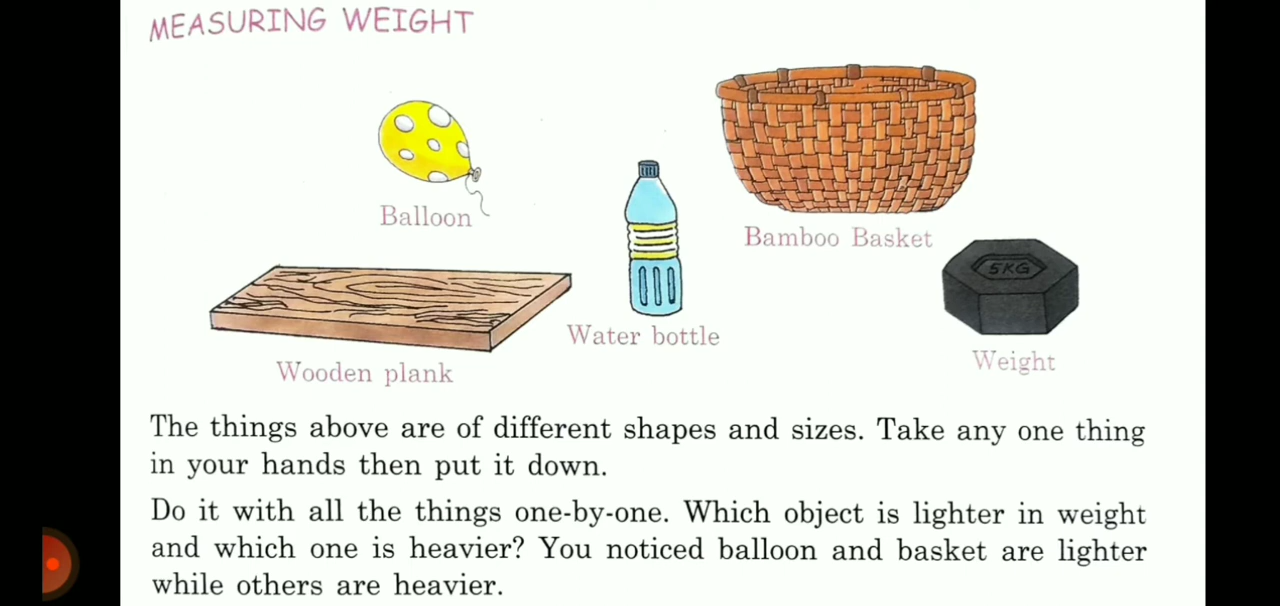 MEASURING WEIGHT
Balloon
Bamboo Basket
5KG
Water bottle
Weight
Wooden plank
The things above are of different shapes and sizes. Take any one thing
in your hands then put it down.
Do it with all the things one-by-one. Which object is lighter in weight
and which one is heavier? You noticed balloon and basket are lighter
while others are heavier.